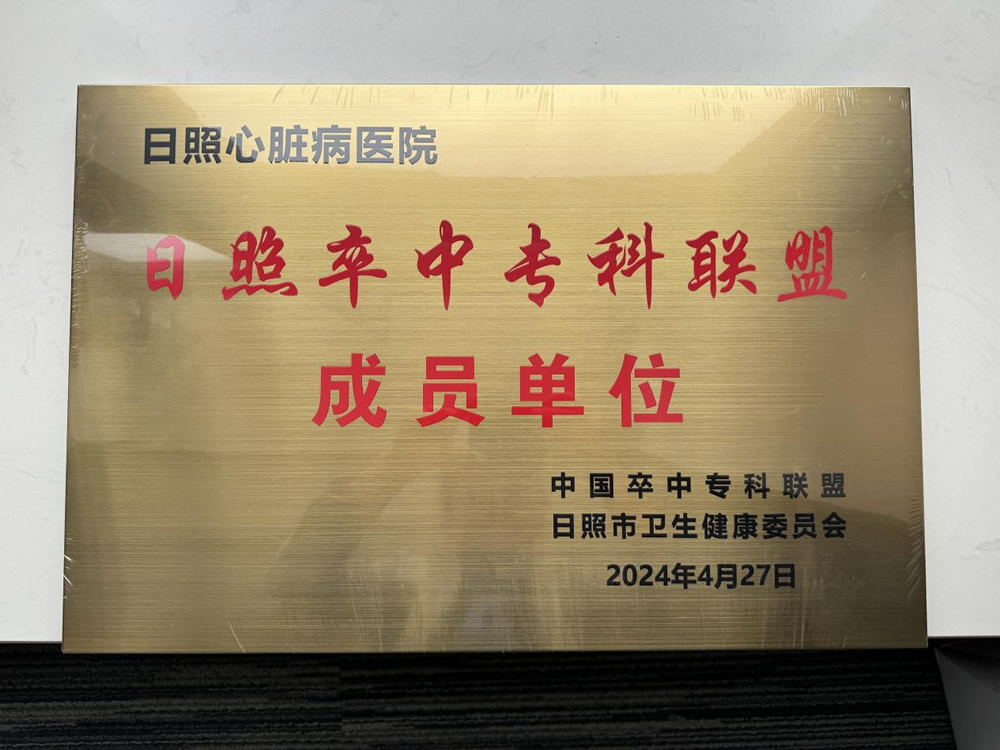 日照心脏病医院
日照卒中专科联盟
成员单位
中国卒中专科联盟
日照市卫生健康委员会
2024年4月27日